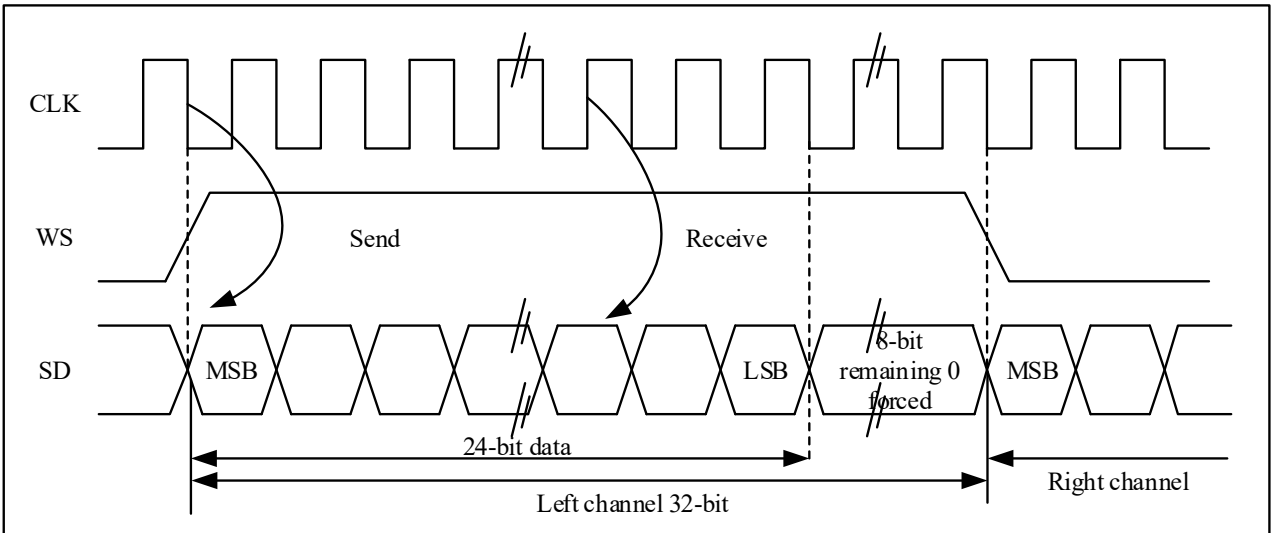 CLK
WS
Send
Receive
SD
MSB
LSB
8-bit
remaining 0
forced
MSB
24-bit data
Left channel 32-bit
Right channel